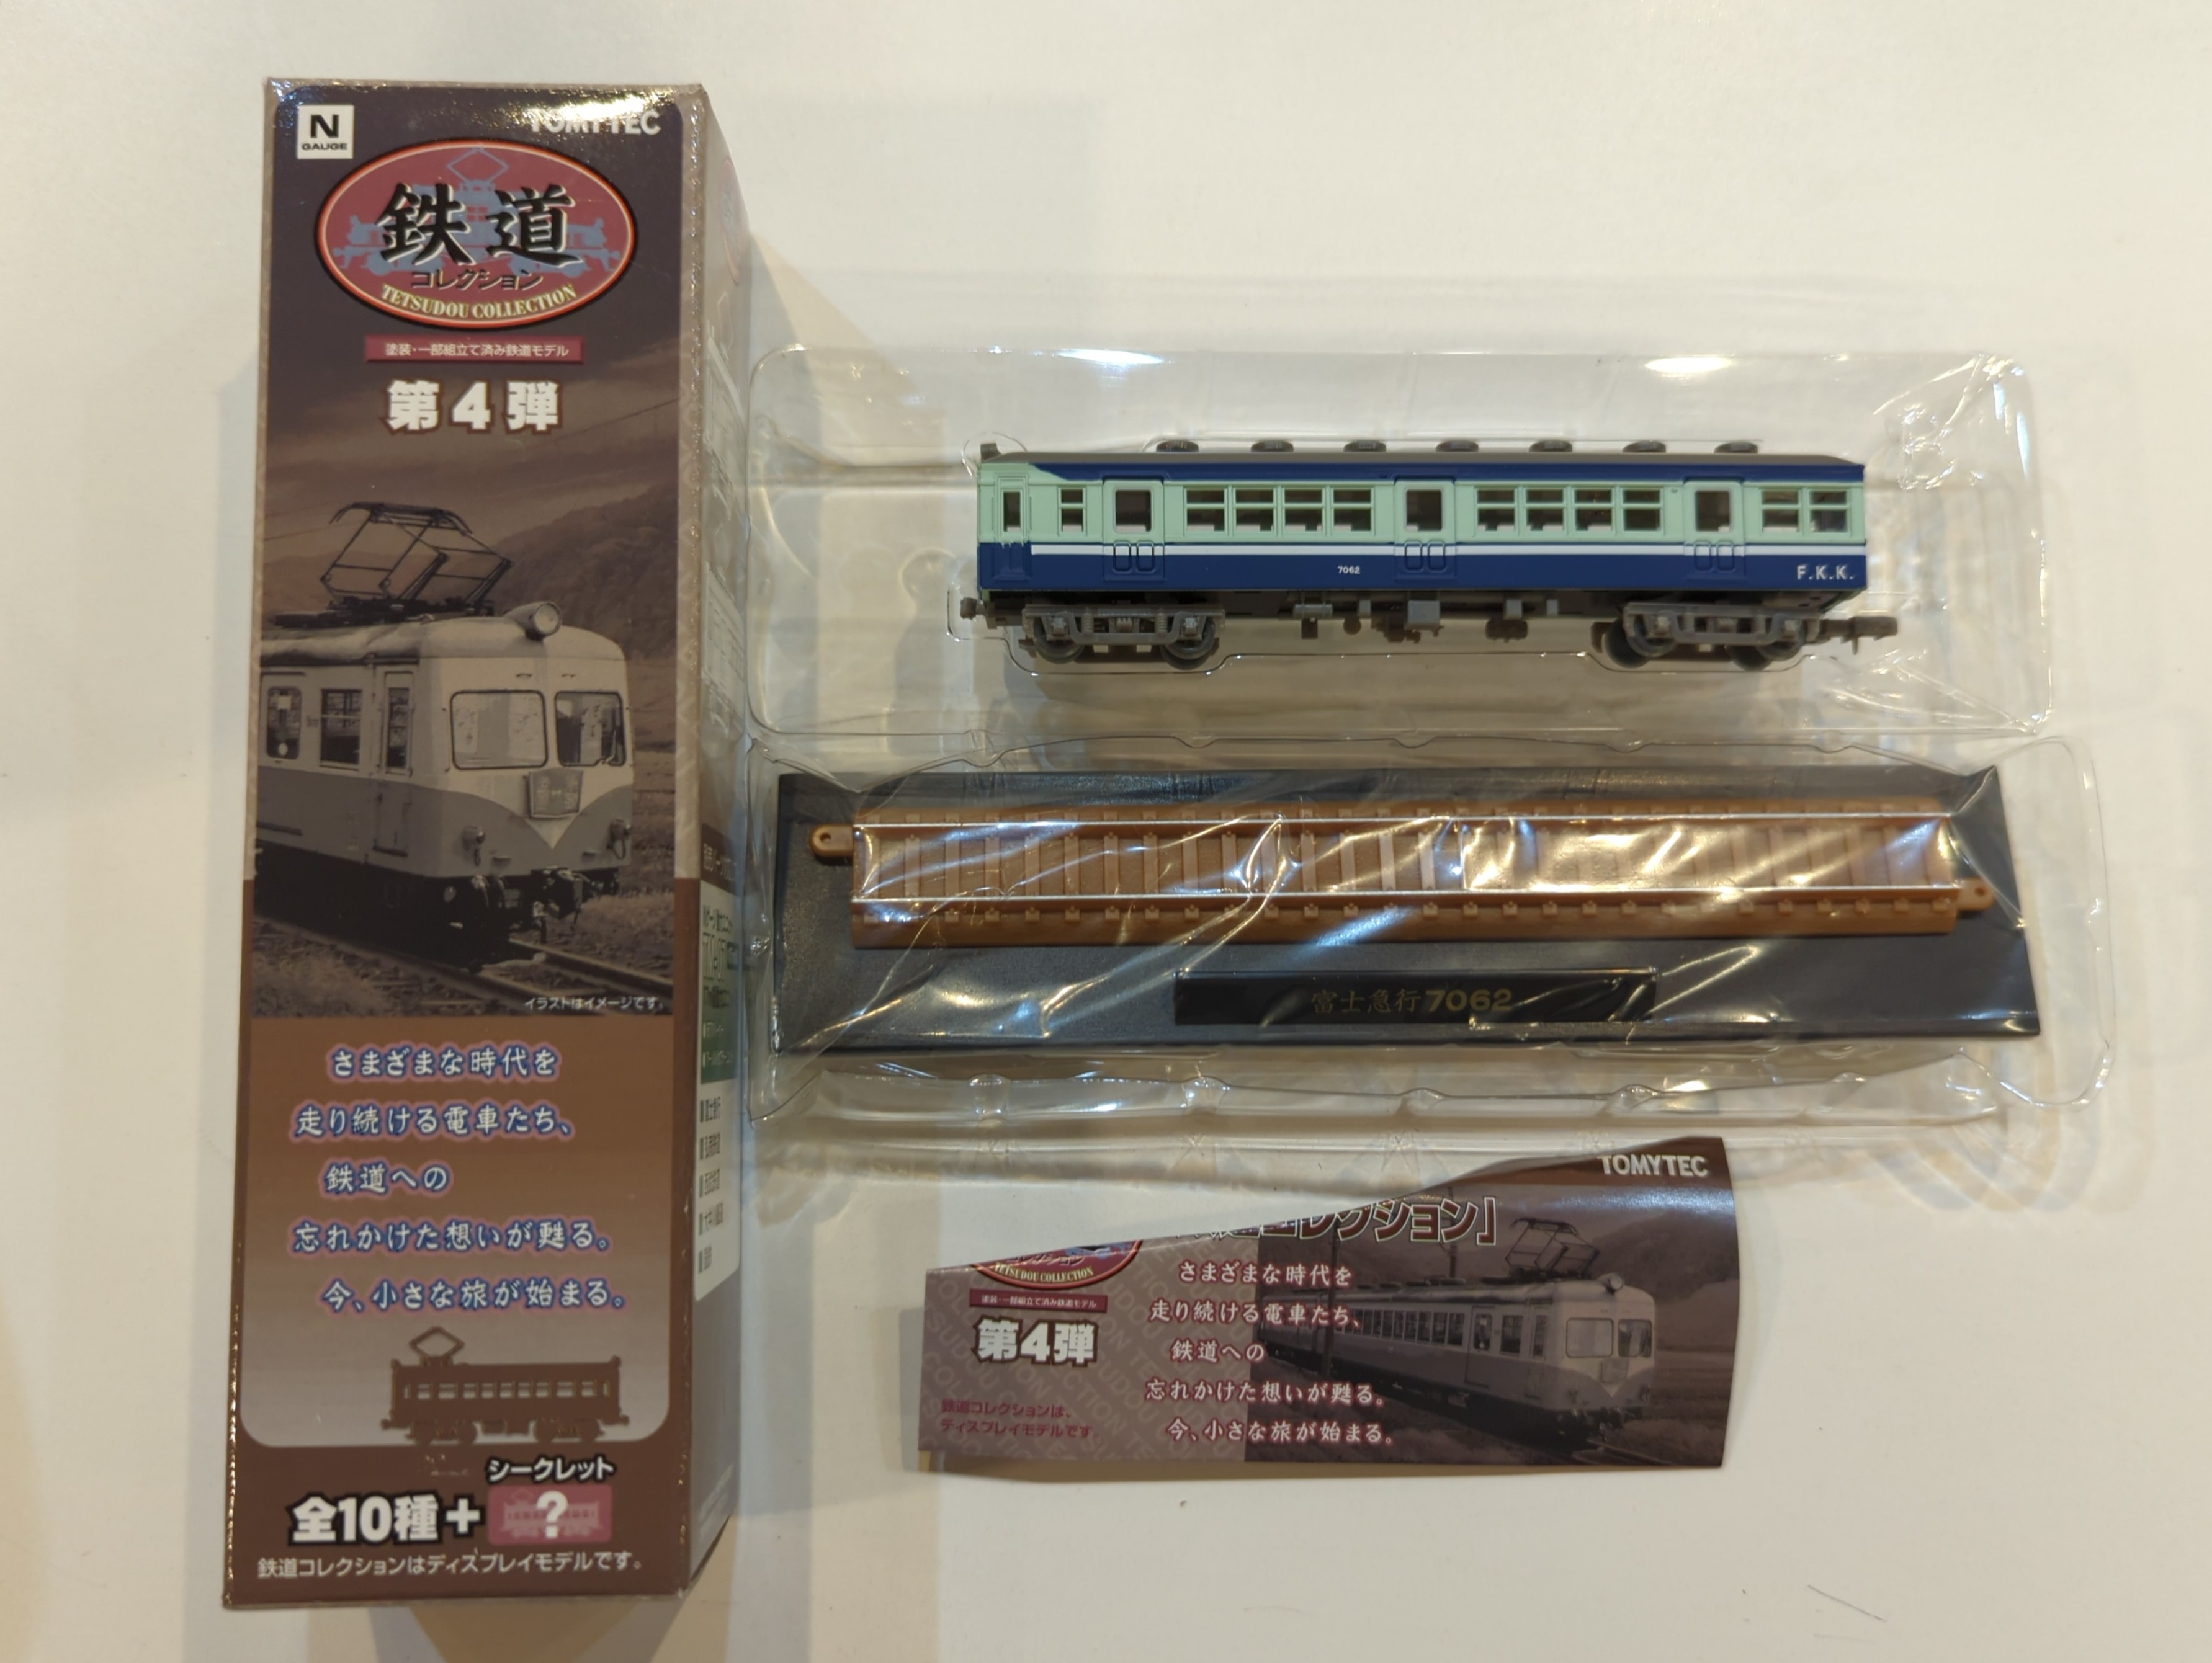 N
GAUGE
TOMYTEC
鉄道
コレクション
TETSUDOU COLLECTION
塗装・一部組立て済み鉄道モデル
第4弾
イラストはイメージです。
さまざまな時代を
走り続ける電車たち、
鉄道への
忘れかけた想いが甦る。
今、小さな旅が始まる。
シークレット
全10種+
?
鉄道コレクションはディスプレイモデルです。
7062
F.K.K.
富士急行7062
TOMYTEC
コレクション」
TETSUDOU COLLECTION
塗装・一部組立て済み鉄道モデル
第4弾
鉄道コレクションは、
ディスプレイモデルです
さまざまな時代を
走り続ける電車たち、
鉄道への
忘れかけた想いが甦る。
今、小さな旅が始まる。